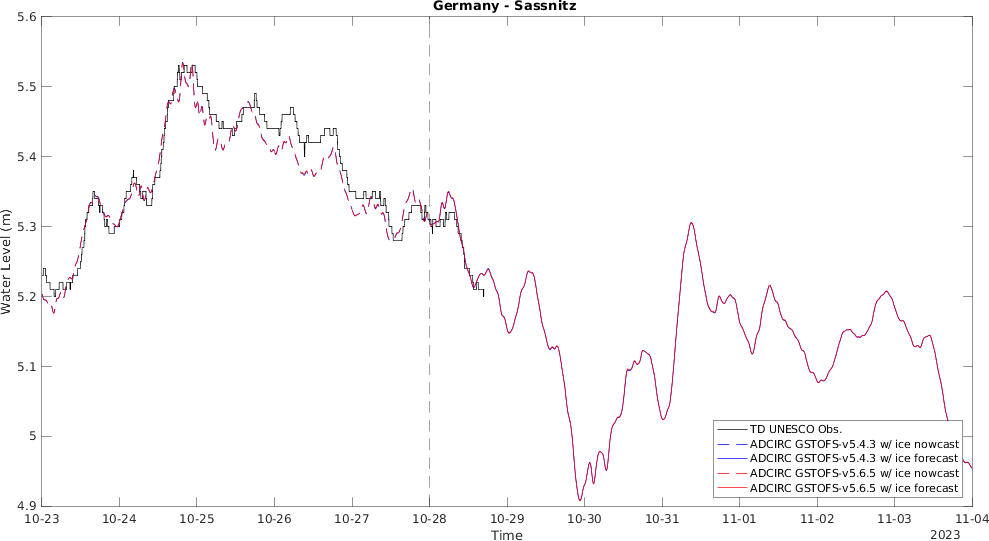 Germany - Sassnitz
5.6
5.5
5.4
5.3
5.2
5.1
5
4.9
Water Level (m)
10-23 10-24 10-25 10-26 10-27 10-28 10-29 10-30 10-31 11-01 11-02 11-03 11-04
Time
2023
TD UNESCO Obs.
ADCIRC GSTOFS-v5.4.3 w/ ice nowcast
ADCIRC GSTOFS-v5.4.3 w/ ice forecast
ADCIRC GSTOFS-v5.6.5 w/ ice nowcast
ADCIRC GSTOFS-v5.6.5 w/ ice forecast